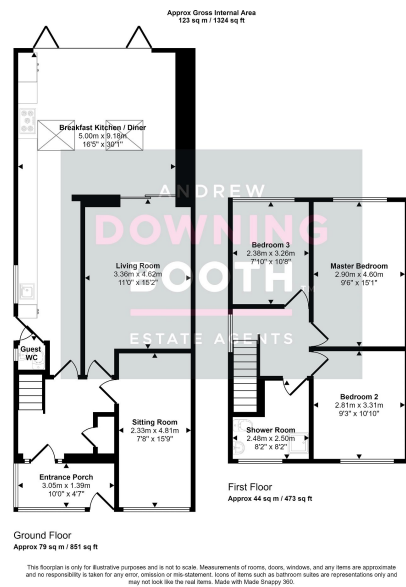 Approx Gross Internal Area
123 sq m / 1324 sq ft
Breakfast Kitchen / Diner
5.00m x 9.18m
16'5" x 30'1"
ANDREW
DOWNING
BOOTH
ESTATE AGENTS
Living Room
3.36m x 4.62m
11'0" x 15'2"
Bedroom 3
2.38m x 3.26m
7'10" x 10'8"
Master Bedroom
2.90m x 4.60m
9'6" x 15'1"
Guest
WC
Sitting Room
2.33m x 4.81m
7'8" x 15'9"
Bedroom 2
2.81m x 3.31m
9'3" x 10'10"
Shower Room
2.48m x 2.50m
8'2" x 8'2"
Entrance Porch
3.05m x 1.39m
10'0" x 4'7"
First Floor
Approx 44 sq m / 473 sq ft
Ground Floor
Approx 79 sq m / 851 sq ft
This floorplan is only for illustrative purposes and is not to scale. Measurements of rooms, doors, windows, and any items are approximate
and no responsibility is taken for any error, omission or mis-statement. Icons of items such as bathroom suites are representations only and
may not look like the real items. Made with Made Snappy 360.